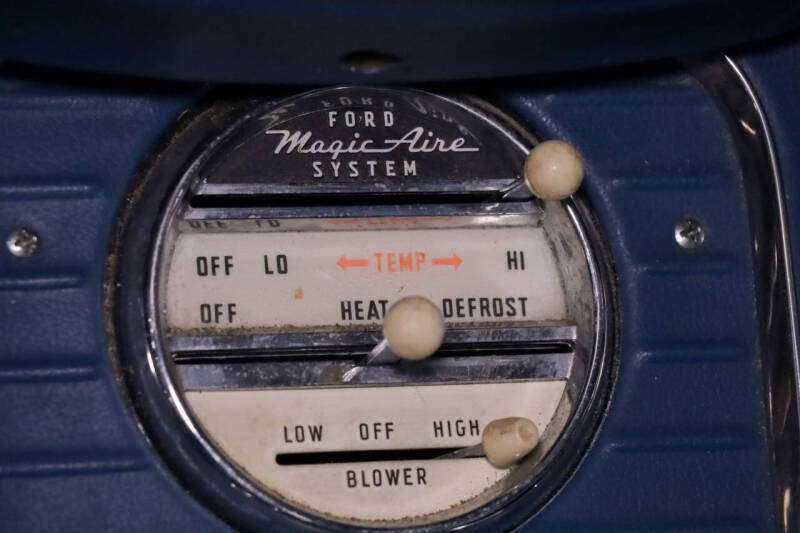 FORD
Magic Aire
SYSTEM
OFF LO ← TEMP → HI
OFF HEAT DEFROST
LOW OFF HIGH
BLOWER